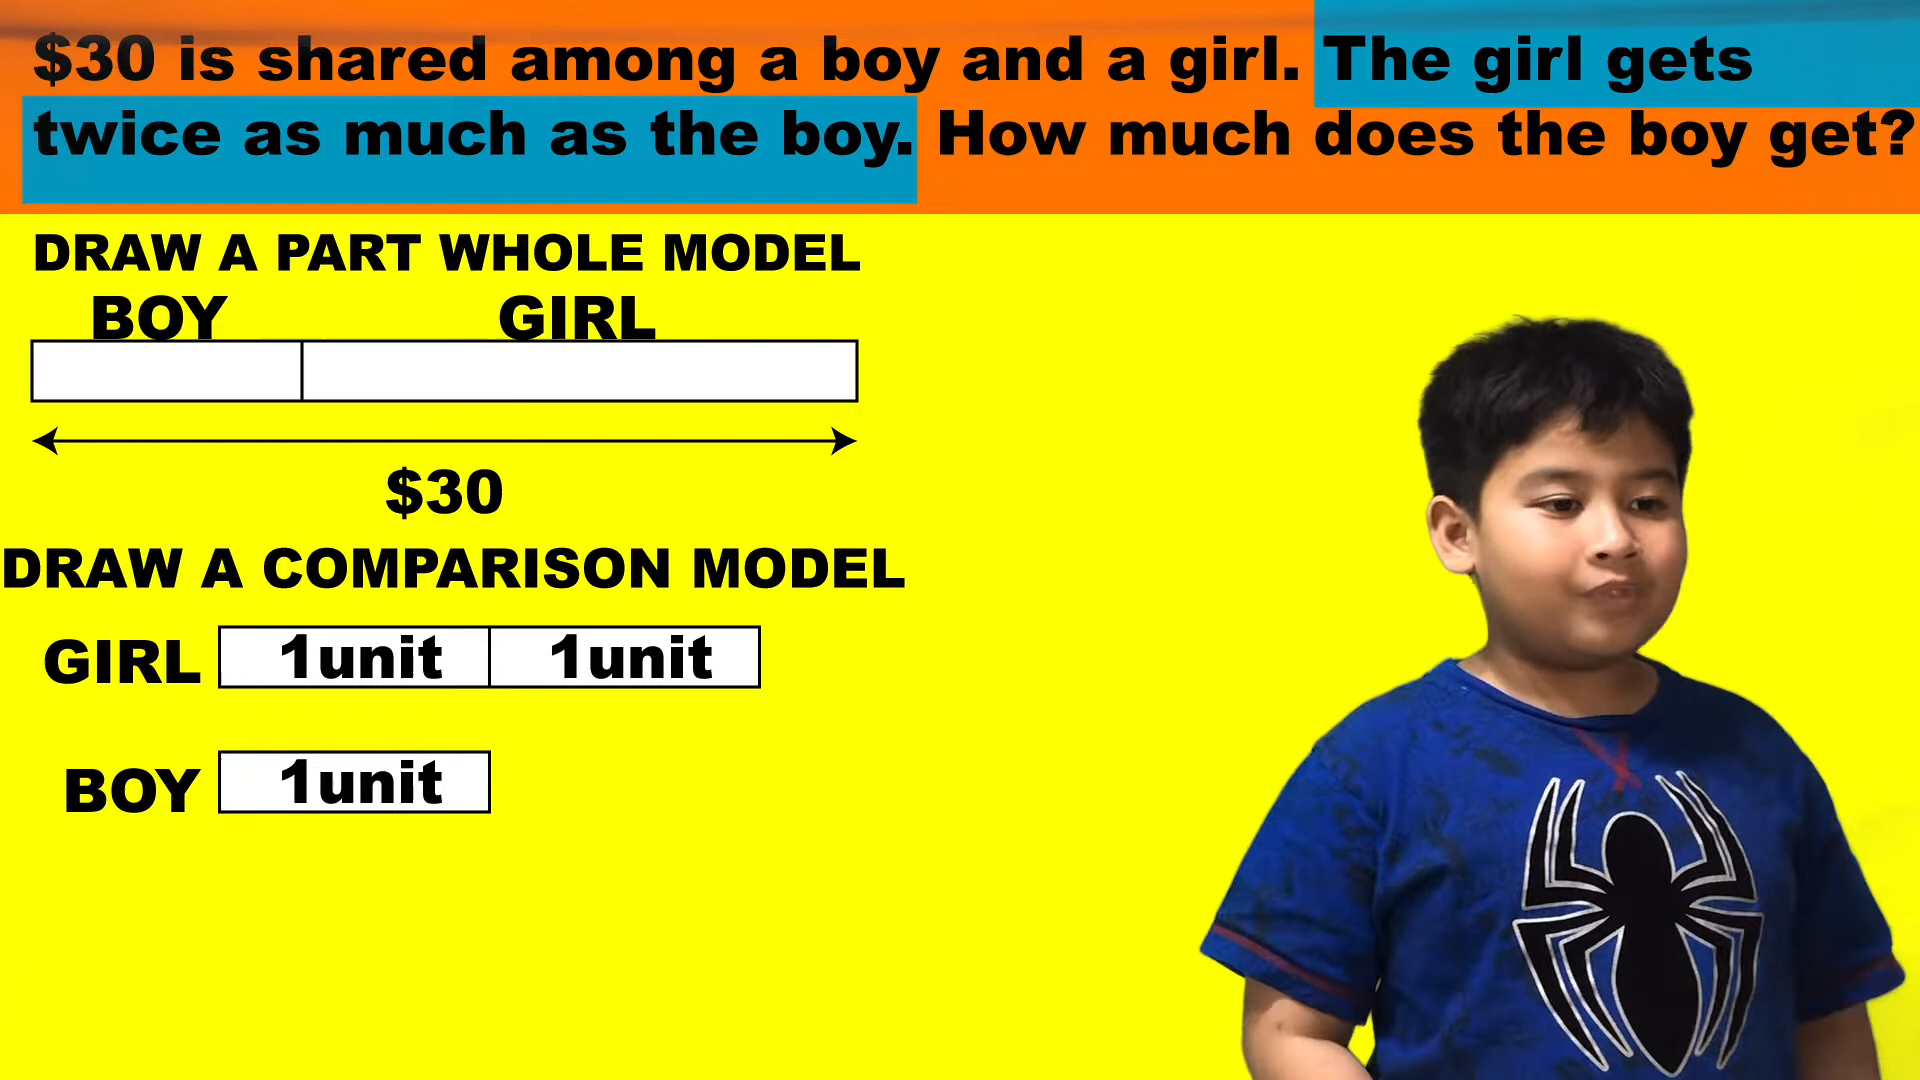 $30 is shared among a boy and a girl. The girl gets
twice as much as the boy. How much does the boy get?
DRAW A PART WHOLE MODEL
BOY GIRL
$30
DRAW A COMPARISON MODEL
GIRL 1unit 1unit
BOY 1unit